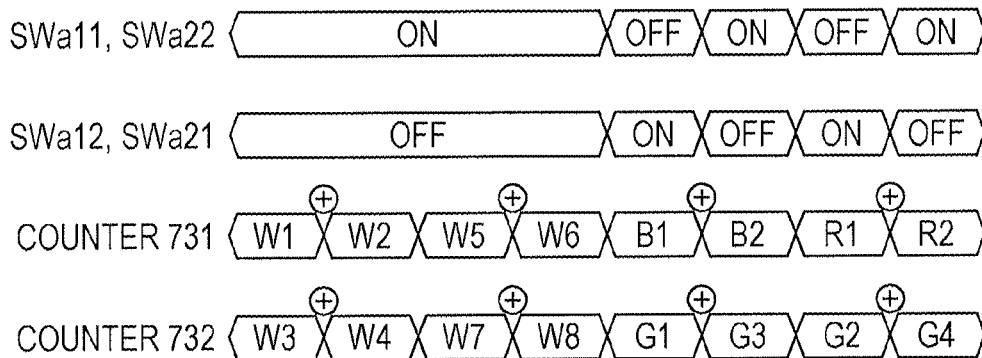 SWa11, SWa22 ON OFF ON OFF ON
SWa12, SWa21 OFF ON OFF ON OFF
+ + + +
COUNTER 731 W1 W2 W5 W6 B1 B2 R1 R2
+ + + +
COUNTER 732 W3 W4 W7 W8 G1 G3 G2 G4